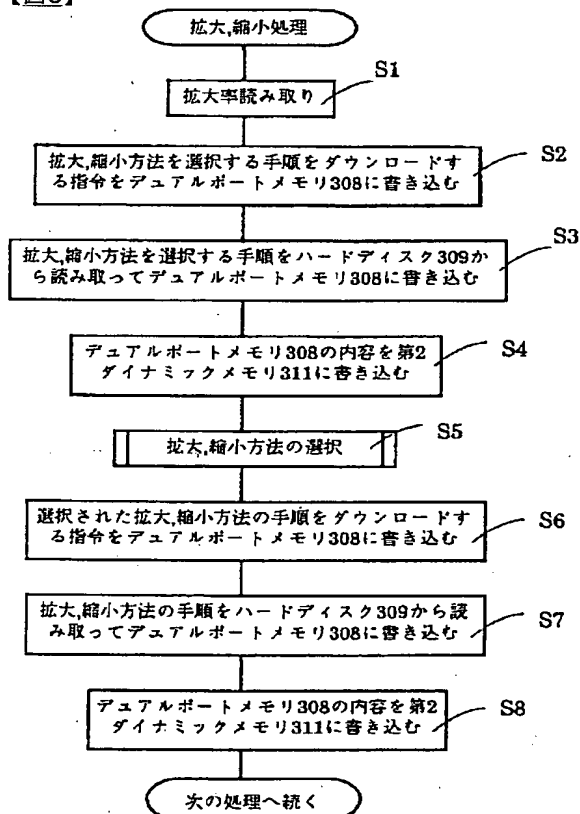 拡大,縮小処理
S1
拡大率読み取り
S2
拡大,縮小方法を選択する手順をダウンロードす
る指令をデュアルポートメモリ308に書き込む
S3
拡大,縮小方法を選択する手順をハードディスク309か
ら読み取ってデュアルポートメモリ308に書き込む
S4
デュアルポートメモリ308の内容を第2
ダイナミックメモリ311に書き込む
S5
拡大,縮小方法の選択
S6
選択された拡大,縮小方法の手順をダウンロードす
る指令をデュアルポートメモリ308に書き込む
S7
拡大,縮小方法の手順をハードディスク309から読
み取ってデュアルポートメモリ308に書き込む
S8
デュアルポートメモリ308の内容を第2
ダイナミックメモリ311に書き込む
次の処理へ続く